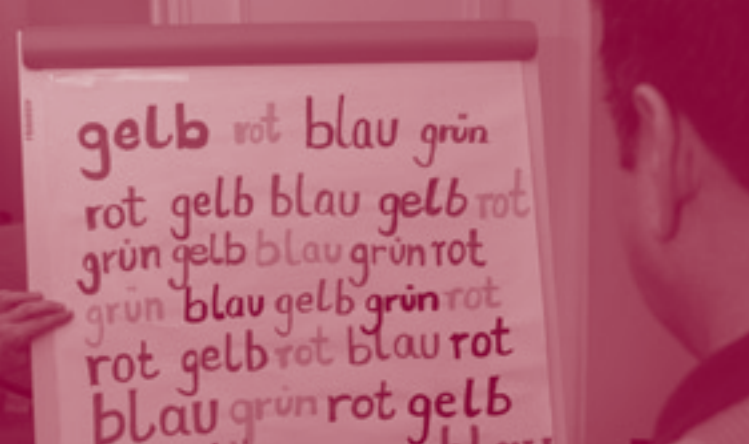 gelb rot blau grün
rot gelb blau gelb rot
grün gelb blau grün rot
grün blau gelb grün rot
rot gelb rot blau rot
blau grün rot gelb